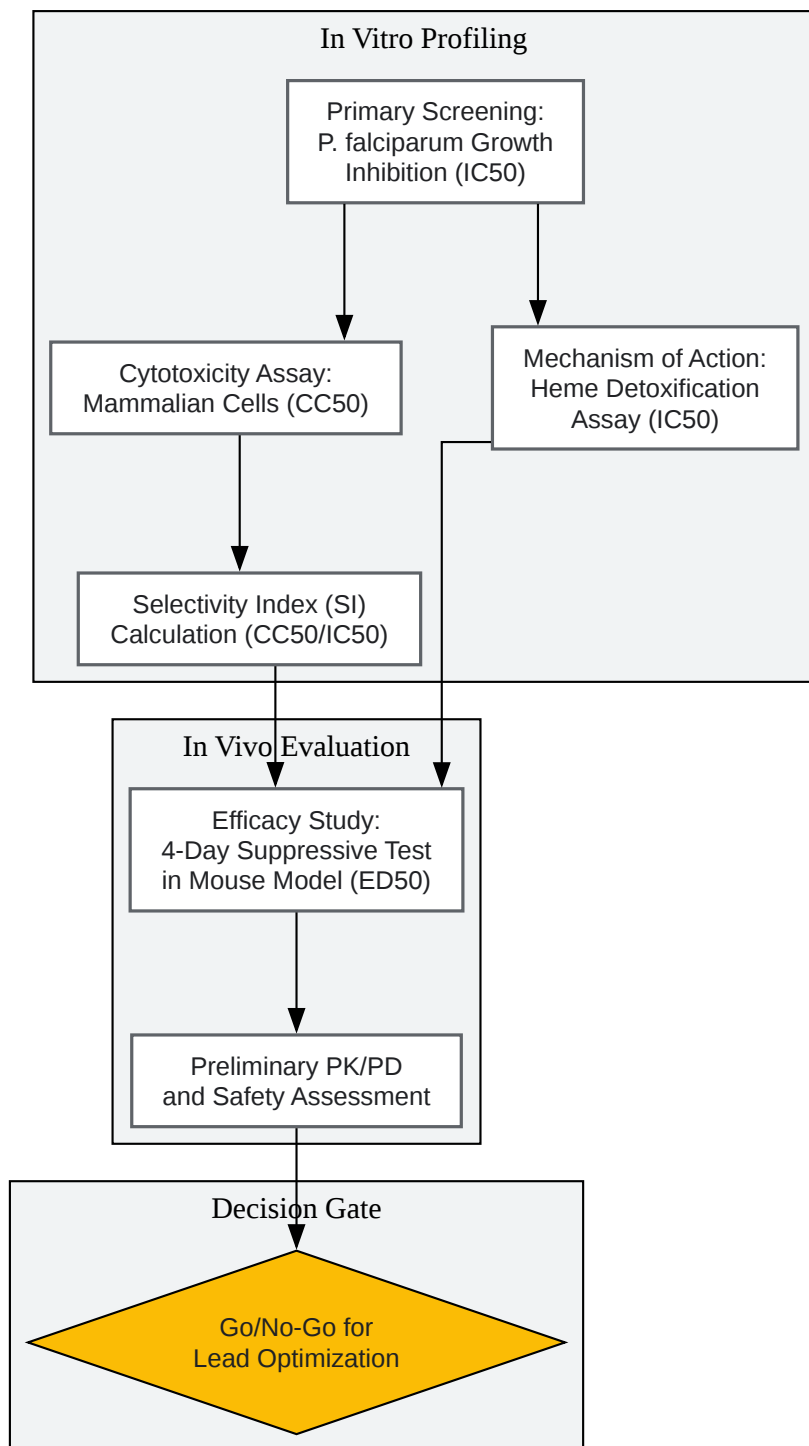 In Vitro Profiling
Primary Screening:
P. falciparum Growth
Inhibition (IC50)
Cytotoxicity Assay:
Mammalian Cells (CC50)
Mechanism of Action:
Heme Detoxification
Assay (IC50)
Selectivity Index (SI)
Calculation (CC50/IC50)
In Vivo Evaluation
Efficacy Study:
4-Day Suppressive Test
in Mouse Model (ED50)
Preliminary PK/PD
and Safety Assessment
Decision Gate
Go/No-Go for
Lead Optimization